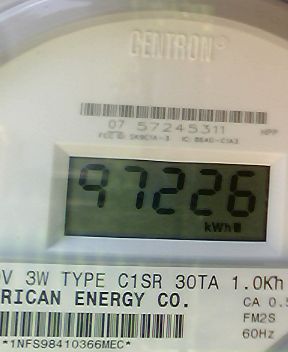 CENTRON®
07 57245311 HPP
97226
kWh
V 3W TYPE C1SR 30TA 1.0Kh
RICAN ENERGY CO. CA 0.5
FM2S
*1NFS98410366MEC* 60Hz